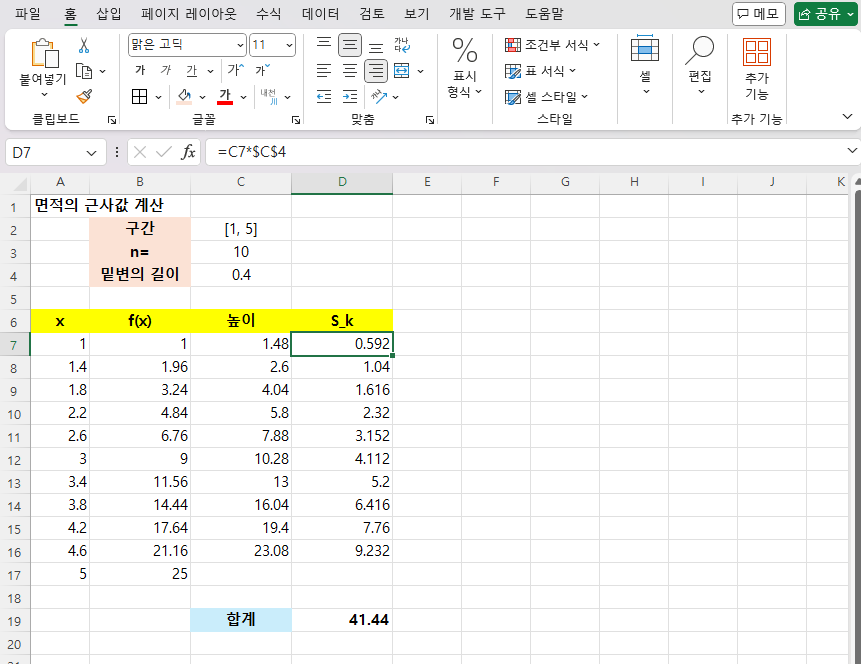 파일 홈 삽입 페이지 레이아웃 수식 데이터 검토 보기 개발 도구 도움말 메모 공유
맑은 고딕 11 가나다 조건부 서식
붙여넣기 가 가 가 가 가 % 표 서식 셀 편집
표시 형식 추가 기능
가 내천 川 셀 스타일
클립보드 글꼴 맞춤 스타일 추가 기능
D7 fx =C7*$C$4
A B C D E F G H I J K
1 면적의 근사값 계산
2 구간 [1, 5]
3 n= 10
4 밑변의 길이 0.4
5
6 x f(x) 높이 S_k
7 1 1 1.48 0.592
8 1.4 1.96 2.6 1.04
9 1.8 3.24 4.04 1.616
10 2.2 4.84 5.8 2.32
11 2.6 6.76 7.88 3.152
12 3 9 10.28 4.112
13 3.4 11.56 13 5.2
14 3.8 14.44 16.04 6.416
15 4.2 17.64 19.4 7.76
16 4.6 21.16 23.08 9.232
17 5 25
18
19 합계 41.44
20